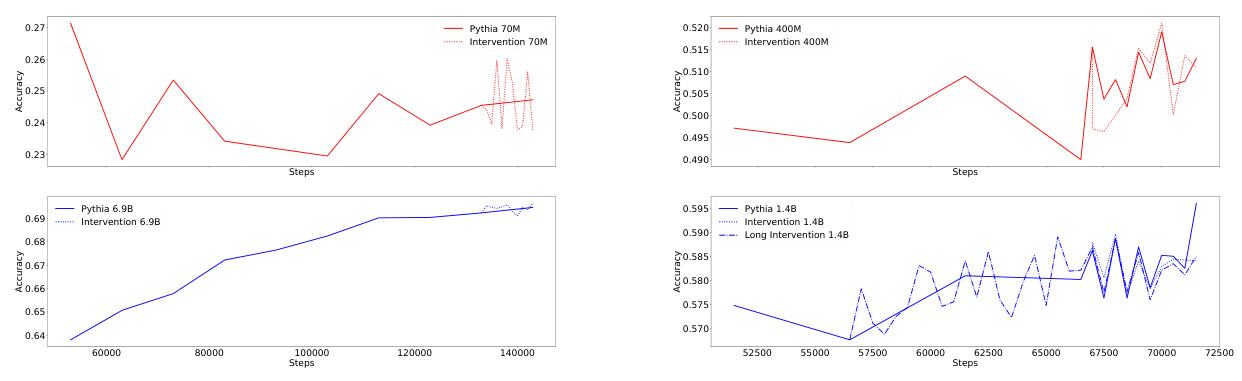 0.27
0.26
0.25
0.24
0.23
Accuracy
Pythia 70M
Intervention 70M
Steps
0.520
0.515
0.510
0.505
0.500
0.495
0.490
Accuracy
Pythia 400M
Intervention 400M
Steps
0.69
0.68
0.67
0.66
0.65
0.64
Accuracy
Pythia 6.9B
Intervention 6.9B
60000 80000 100000 120000 140000
Steps
0.595
0.590
0.585
0.580
0.575
0.570
Accuracy
Pythia 1.4B
Intervention 1.4B
Long Intervention 1.4B
52500 55000 57500 60000 62500 65000 67500 70000 72500
Steps